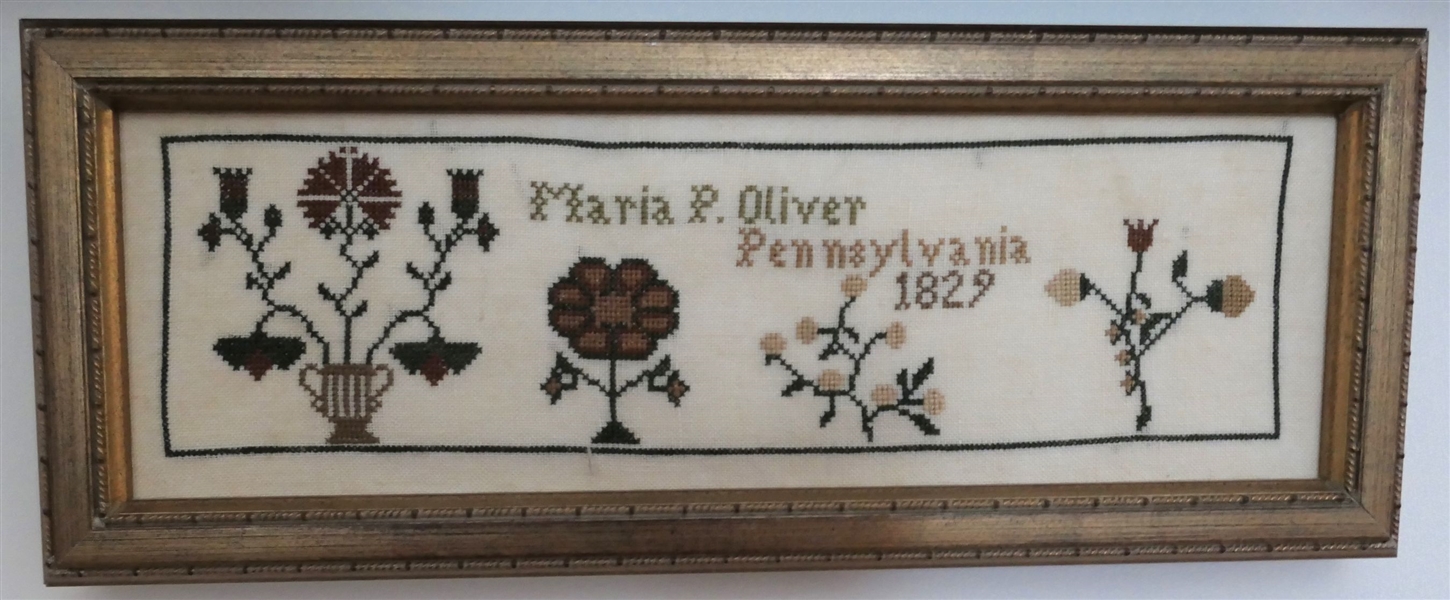 Maria P. Oliver
Pennsylvania
1829